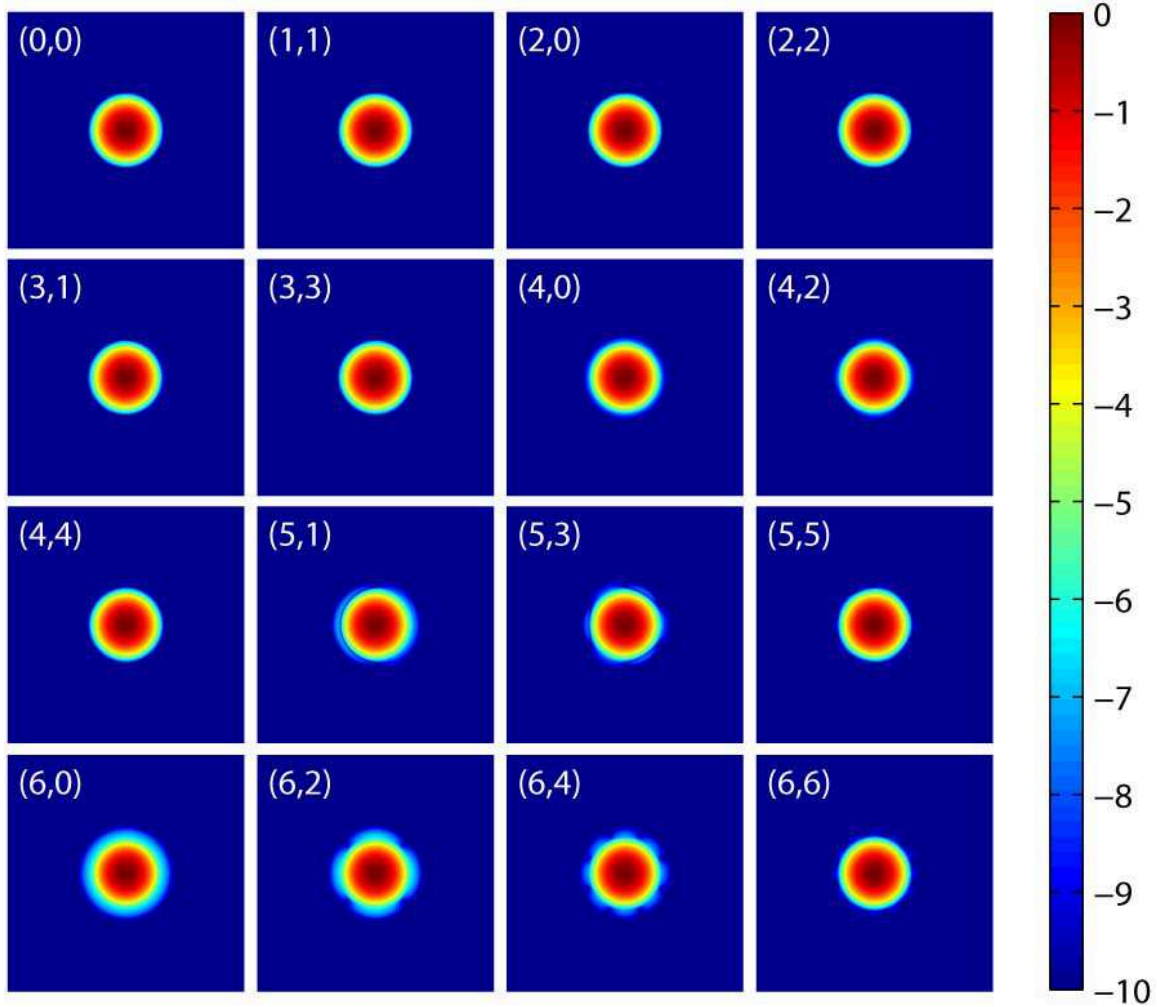 (0,0) (1,1) (2,0) (2,2)
(3,1) (3,3) (4,0) (4,2)
(4,4) (5,1) (5,3) (5,5)
(6,0) (6,2) (6,4) (6,6)
0
−1
−2
−3
−4
−5
−6
−7
−8
−9
−10